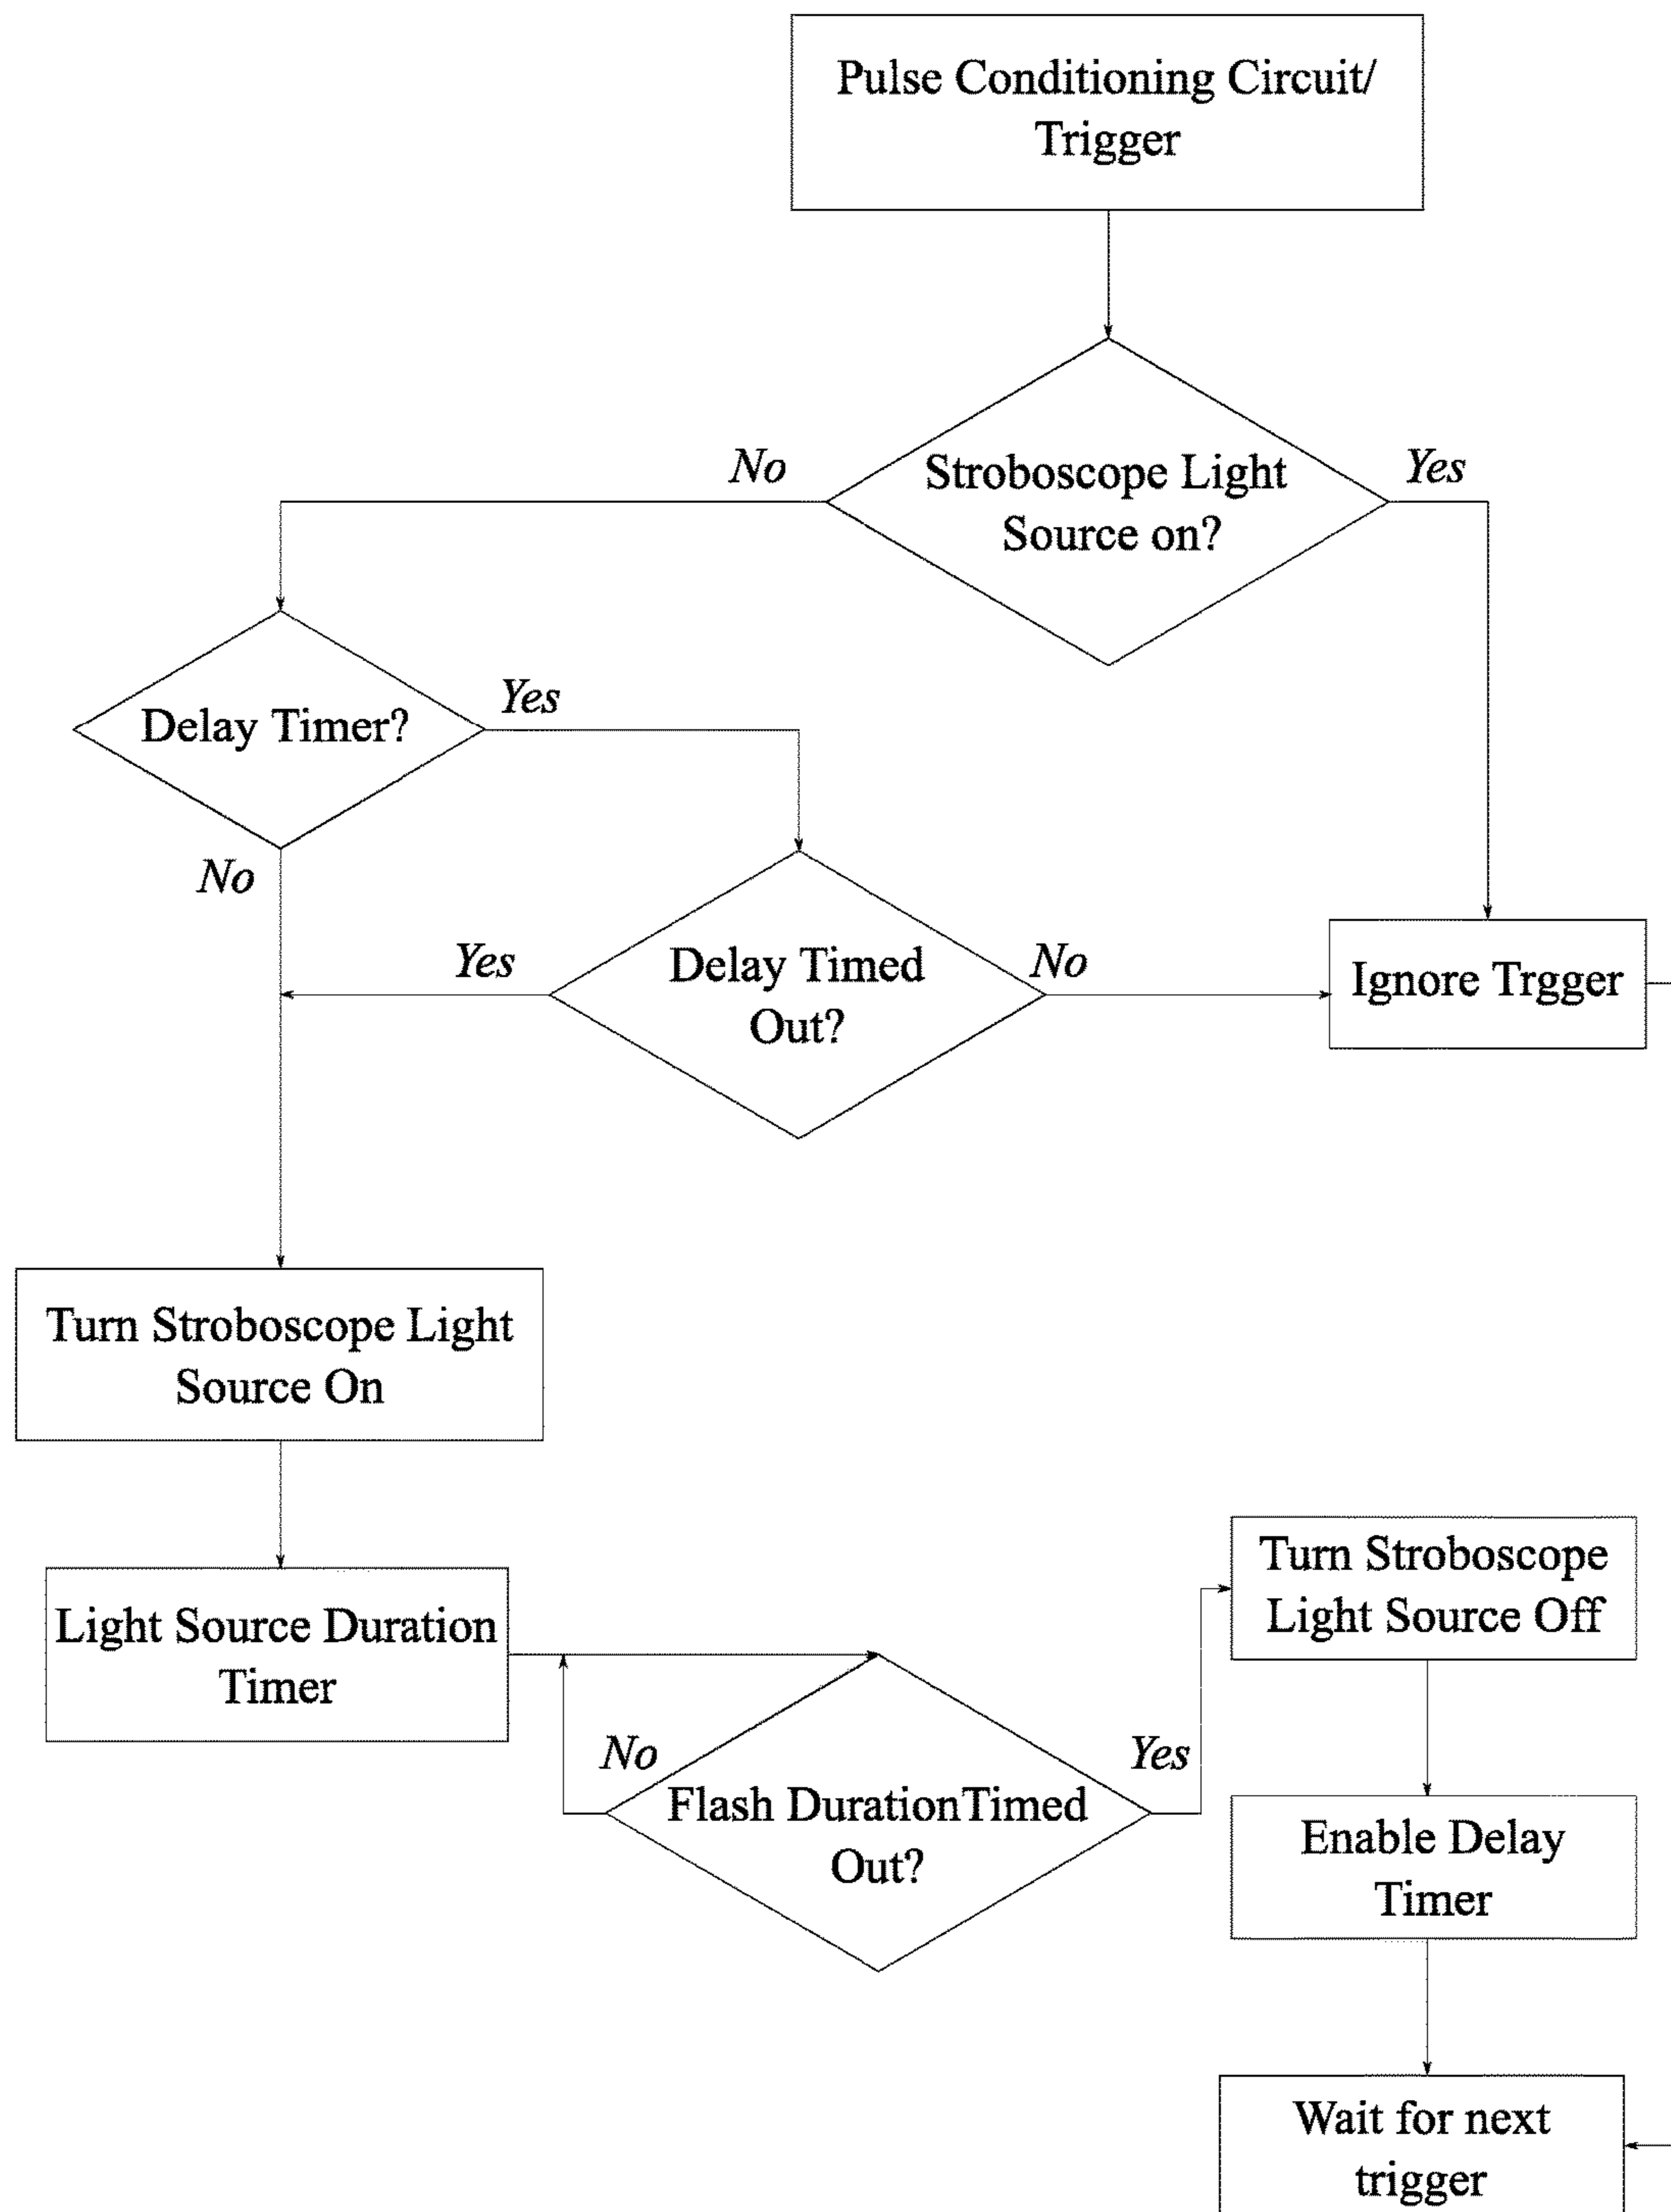 Pulse Conditioning Circuit/
Trigger
No
Stroboscope Light
Source on?
Yes
Delay Timer?
Yes
No
Yes
Delay Timed
Out?
No
Ignore Trgger
Turn Stroboscope Light
Source On
Light Source Duration
Timer
No
Flash DurationTimed
Out?
Yes
Turn Stroboscope
Light Source Off
Enable Delay
Timer
Wait for next
trigger